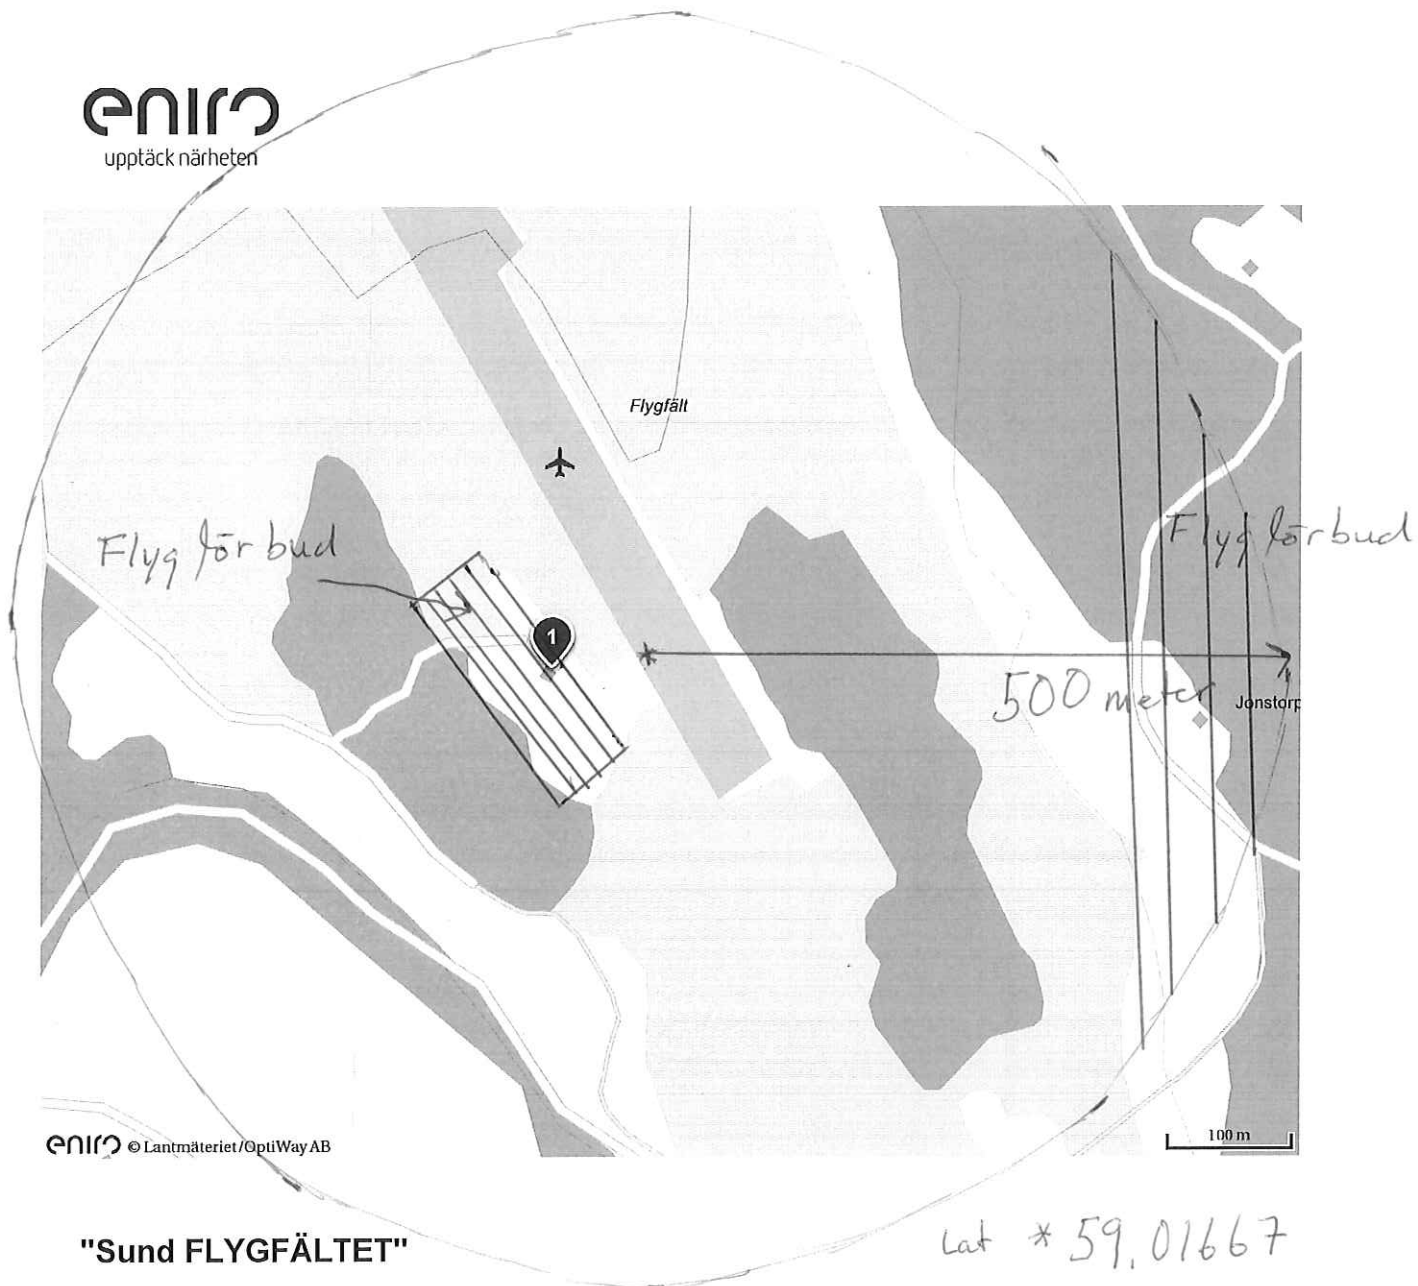 eniro
upptäck närheten
Flygfält
Flyg förbud
Flyg förbud
1
500 meter
Jonstorp
eniro © Lantmäteriet/OptiWay AB
100 m
"Sund FLYGFÄLTET"
Lat * 59,01667